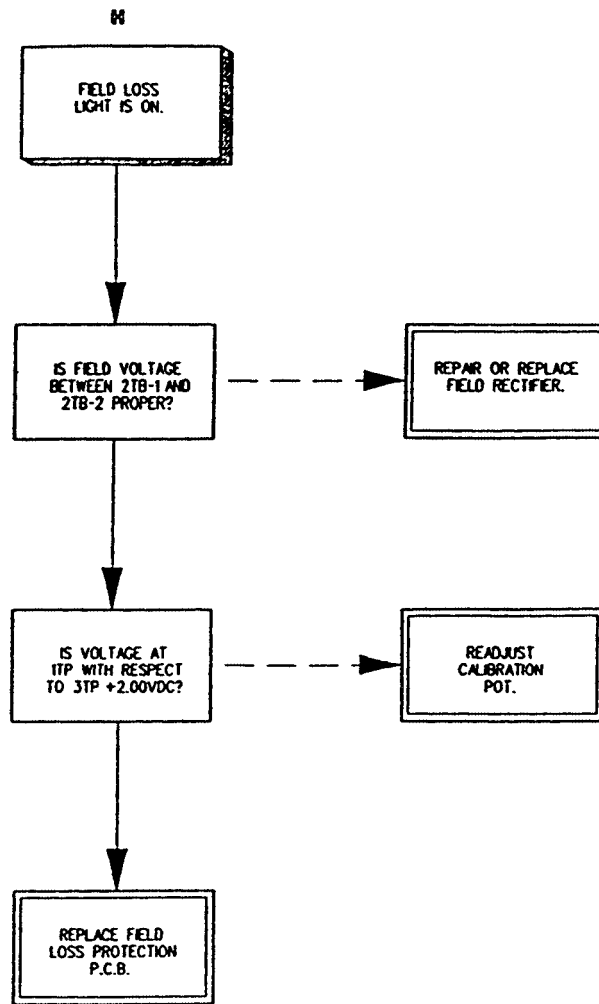 H
FIELD LOSS
LIGHT IS ON.
IS FIELD VOLTAGE
BETWEEN 2TB-1 AND
2TB-2 PROPER?
REPAIR OR REPLACE
FIELD RECTIFIER.
IS VOLTAGE AT
1TP WITH RESPECT
TO 3TP +2.00VDC?
READJUST
CALIBRATION
POT.
REPLACE FIELD
LOSS PROTECTION
P.C.B.